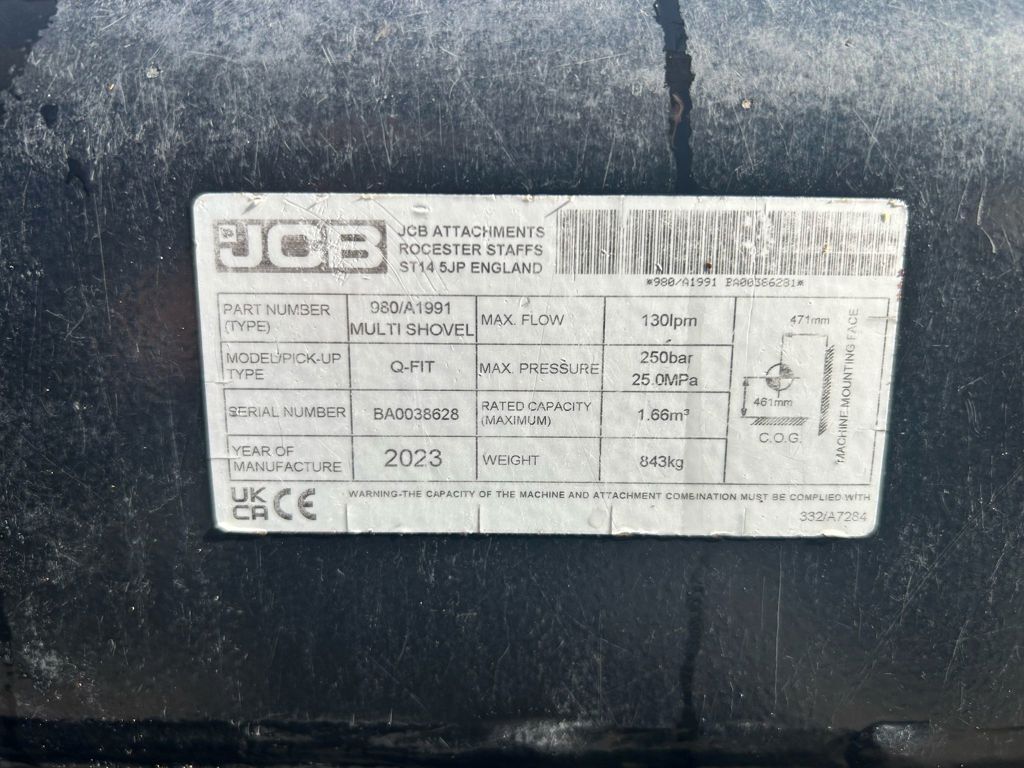 JCB
JCB ATTACHMENTS
ROCESTER STAFFS
ST14 5JP ENGLAND
*980/A1991 BA00386281*
PART NUMBER (TYPE) 980/A1991 MULTI SHOVEL MAX. FLOW 130lpm
MODEL/PICK-UP TYPE Q-FIT MAX. PRESSURE 250bar 25.0MPa
SERIAL NUMBER BA0038628 RATED CAPACITY (MAXIMUM) 1.66m³
YEAR OF MANUFACTURE 2023 WEIGHT 843kg
471mm
461mm
C.O.G.
MACHINE MOUNTING FACE
UK CA CE
WARNING-THE CAPACITY OF THE MACHINE AND ATTACHMENT COMBINATION MUST BE COMPLIED WITH
332/A7284